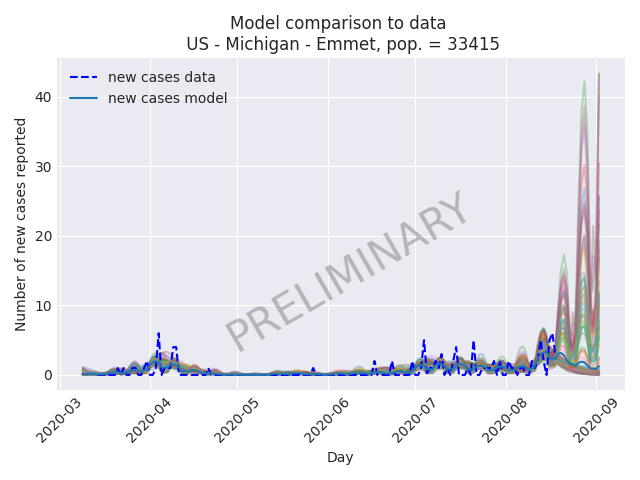 Model comparison to data
US - Michigan - Emmet, pop. = 33415
new cases data
new cases model
Number of new cases reported
40
30
20
10
0
PRELIMINARY
2020-03
2020-04
2020-05
2020-06
2020-07
2020-08
2020-09
Day